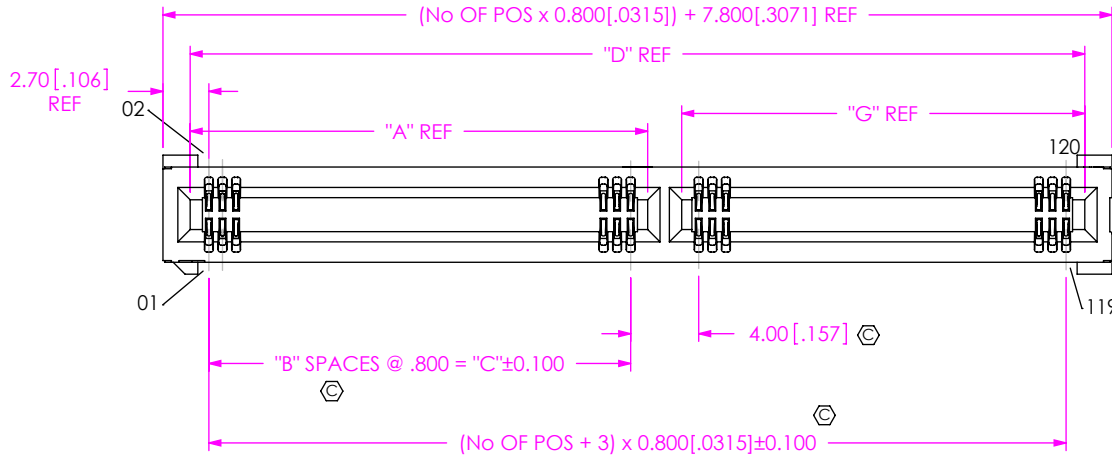 (No OF POS x 0.800[.0315]) + 7.800[.3071] REF
"D" REF
2.70[.106]
REF
02
"A" REF
"G" REF
120
01
119
4.00[.157] C
"B" SPACES @ .800 = "C"±0.100
C
C
(No OF POS + 3) x 0.800[.0315]±0.100